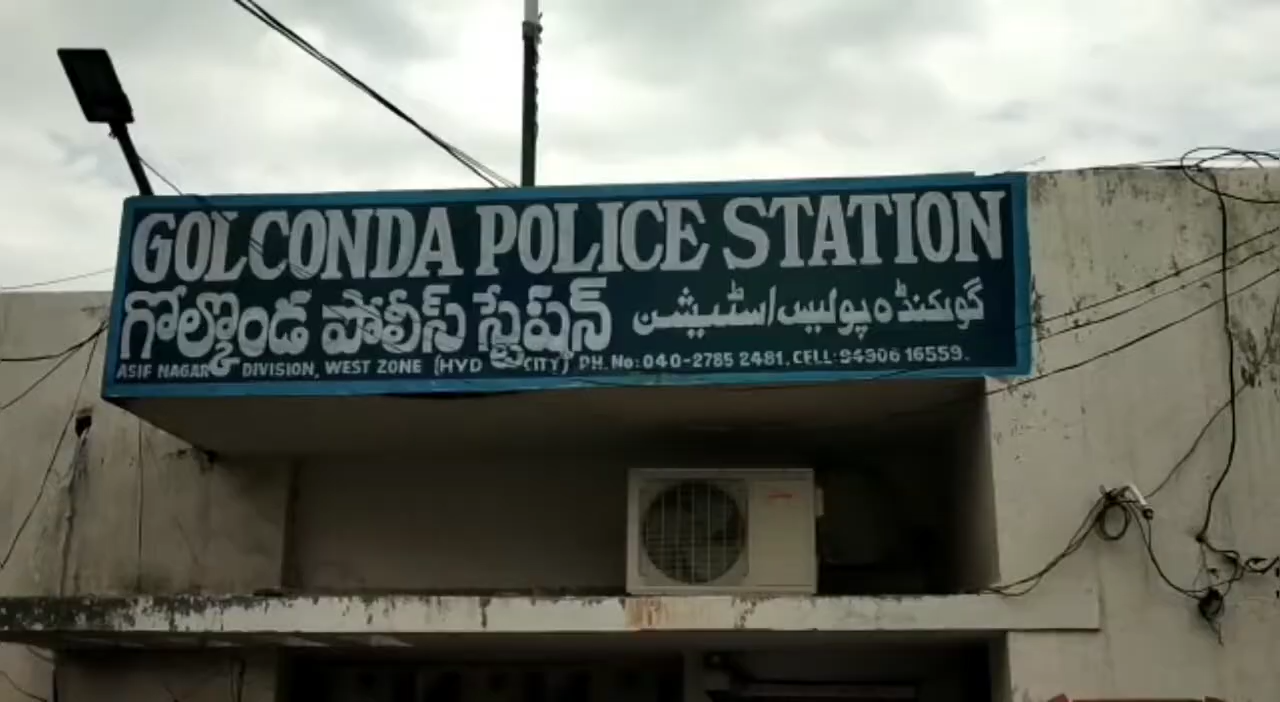 GOLCONDA POLICE STATION
గోల్కొండ పోలీస్ స్టేషన్ گولکنڈہ پولیس اسٹیشن
ASIF NAGAR DIVISION, WEST ZONE (HYD CITY) PH. No: 040-2785 2481. CELL: 94906 16559.